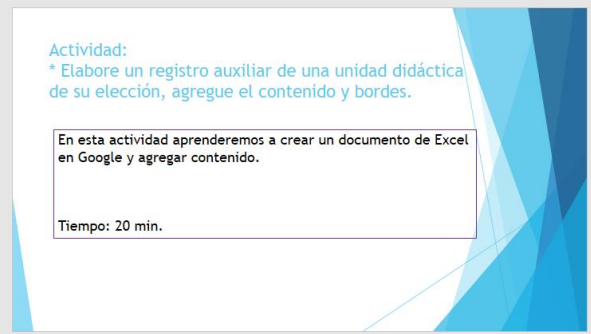 Actividad:
* Elabore un registro auxiliar de una unidad didáctica
de su elección, agregue el contenido y bordes.
En esta actividad aprenderemos a crear un documento de Excel
en Google y agregar contenido.
Tiempo: 20 min.